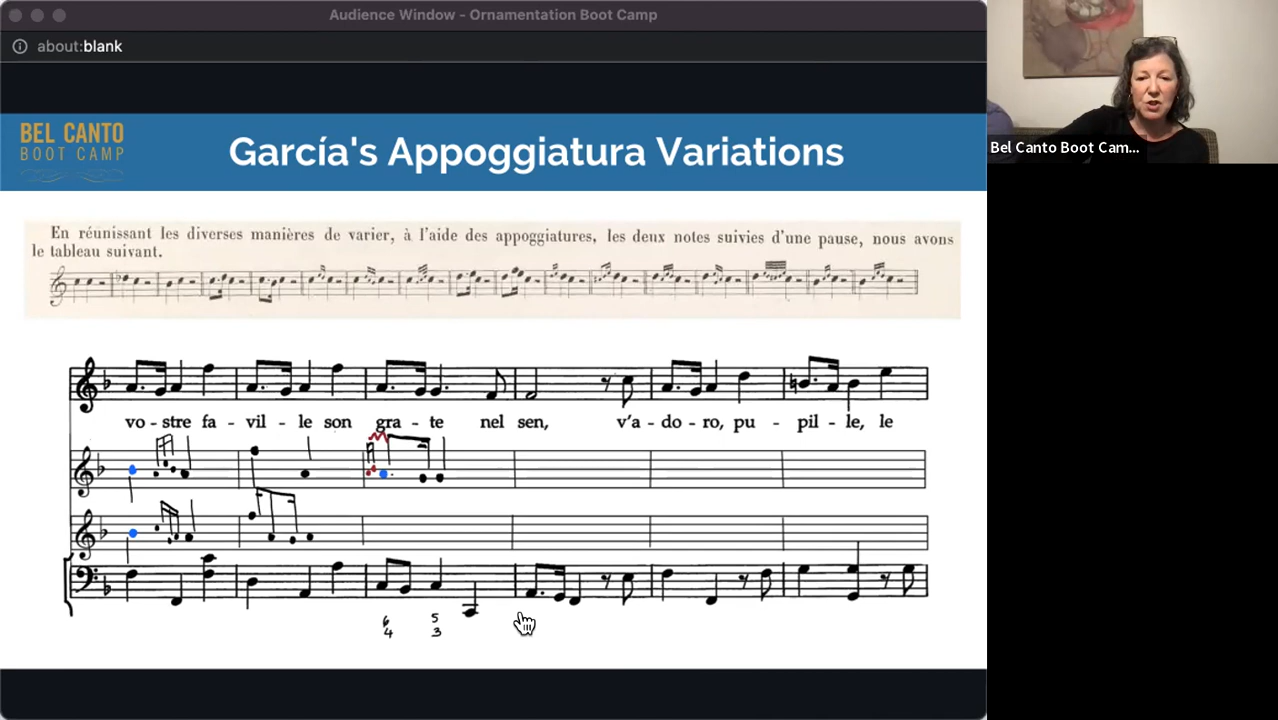 Audience Window - Ornamentation Boot Camp
about:blank
BEL CANTO
BOOT CAMP
García's Appoggiatura Variations
Bel Canto Boot Cam...
En réunissant les diverses manières de varier, à l'aide des appoggiatures, les deux notes suivies d'une pause, nous avons
le tableau suivant.
vo - stre fa - vil - le son gra - te nel sen, v'a - do - ro, pu - pil - le, le
6 5
4 3